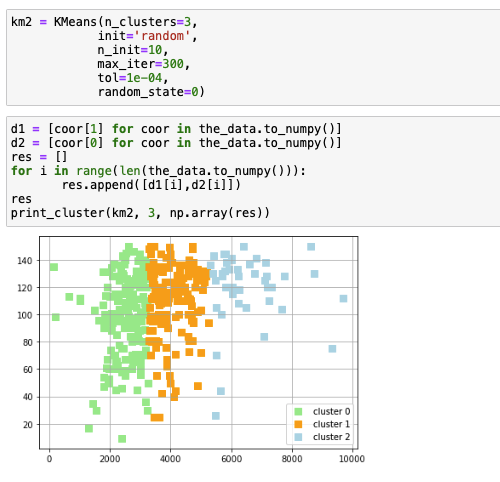 km2 = KMeans(n_clusters=3,
            init='random',
            n_init=10,
            max_iter=300,
            tol=1e-04,
            random_state=0)
d1 = [coor[1] for coor in the_data.to_numpy()]
d2 = [coor[0] for coor in the_data.to_numpy()]
res = []
for i in range(len(the_data.to_numpy())):
       res.append([d1[i],d2[i]])
res
print_cluster(km2, 3, np.array(res))
140
120
100
80
60
40
20
cluster 0
cluster 1
cluster 2
0 2000 4000 6000 8000 10000